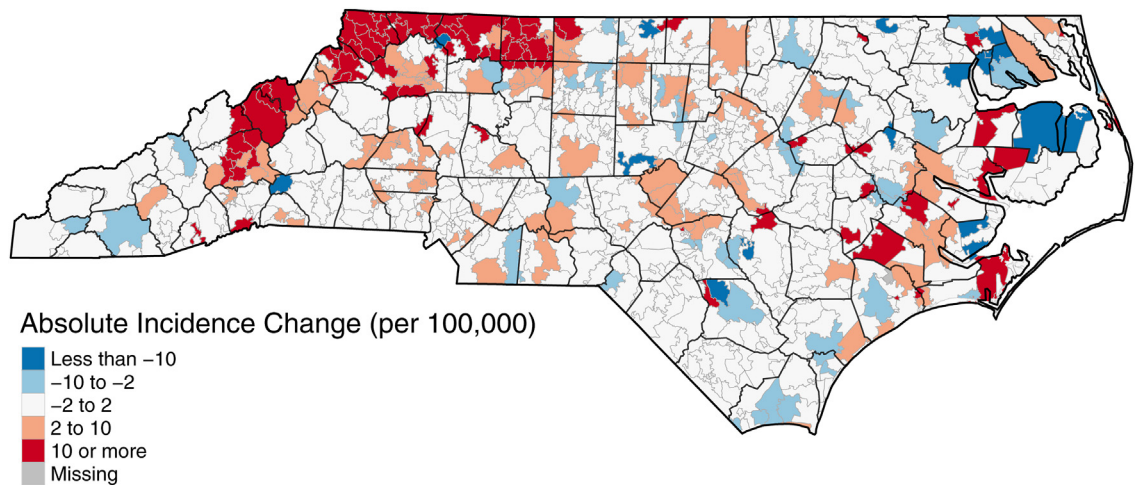 Absolute Incidence Change (per 100,000)
Less than −10
−10 to −2
−2 to 2
2 to 10
10 or more
Missing